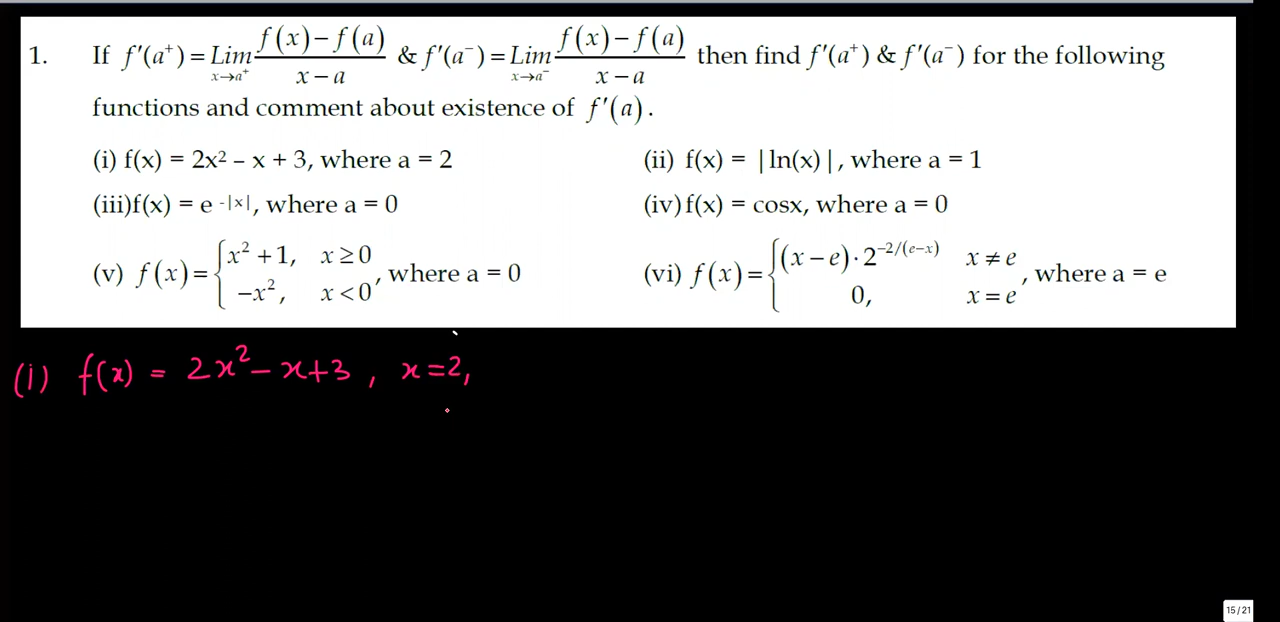 1. If f'(a⁺) = Lim_{x→a⁺} (f(x) − f(a))/(x − a) & f'(a⁻) = Lim_{x→a⁻} (f(x) − f(a))/(x − a) then find f'(a⁺) & f'(a⁻) for the following
functions and comment about existence of f'(a).
(i) f(x) = 2x² – x + 3, where a = 2 (ii) f(x) = |ln(x)|, where a = 1
(iii)f(x) = e ^{-|x|}, where a = 0 (iv) f(x) = cosx, where a = 0
(v) f(x) = { x² + 1, x ≥ 0; −x², x < 0 , where a = 0 (vi) f(x) = { (x − e)·2^{−2/(e−x)} x ≠ e; 0, x = e , where a = e
(i) f(x) = 2x² − x + 3 , x = 2,
15 / 21